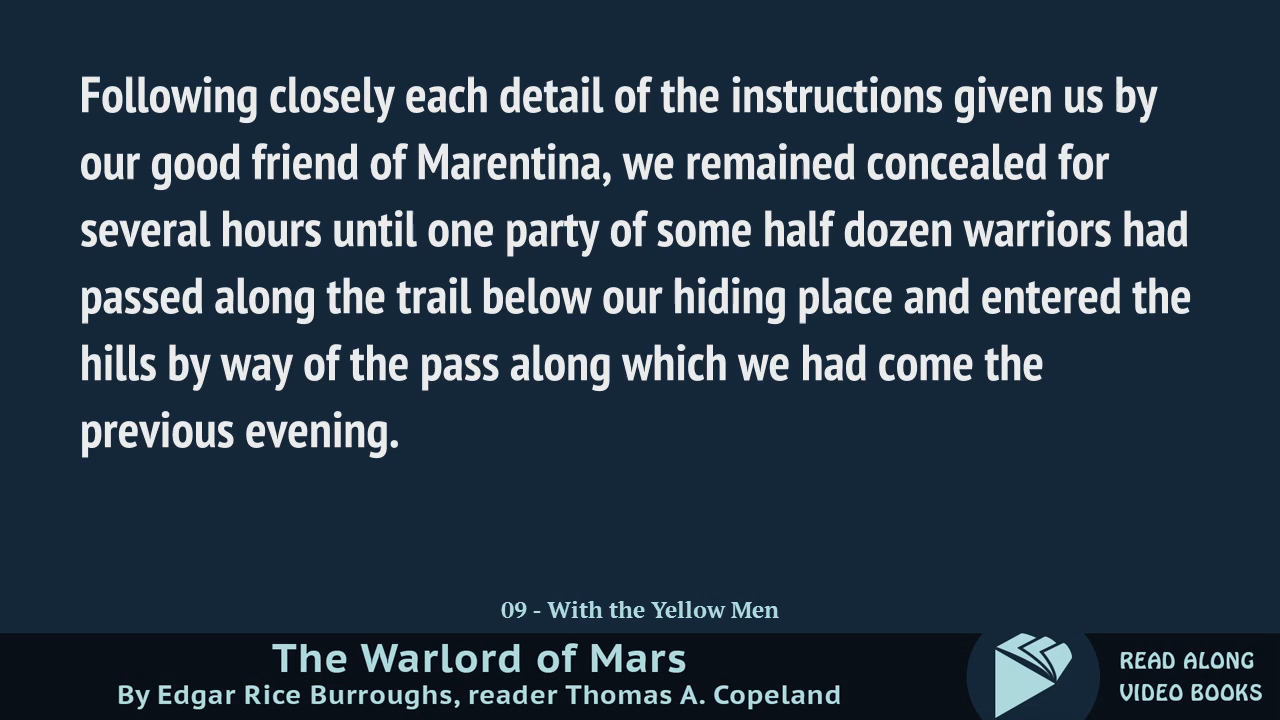 Following closely each detail of the instructions given us by
our good friend of Marentina, we remained concealed for
several hours until one party of some half dozen warriors had
passed along the trail below our hiding place and entered the
hills by way of the pass along which we had come the
previous evening.
09 - With the Yellow Men
The Warlord of Mars
By Edgar Rice Burroughs, reader Thomas A. Copeland
READ ALONG
VIDEO BOOKS